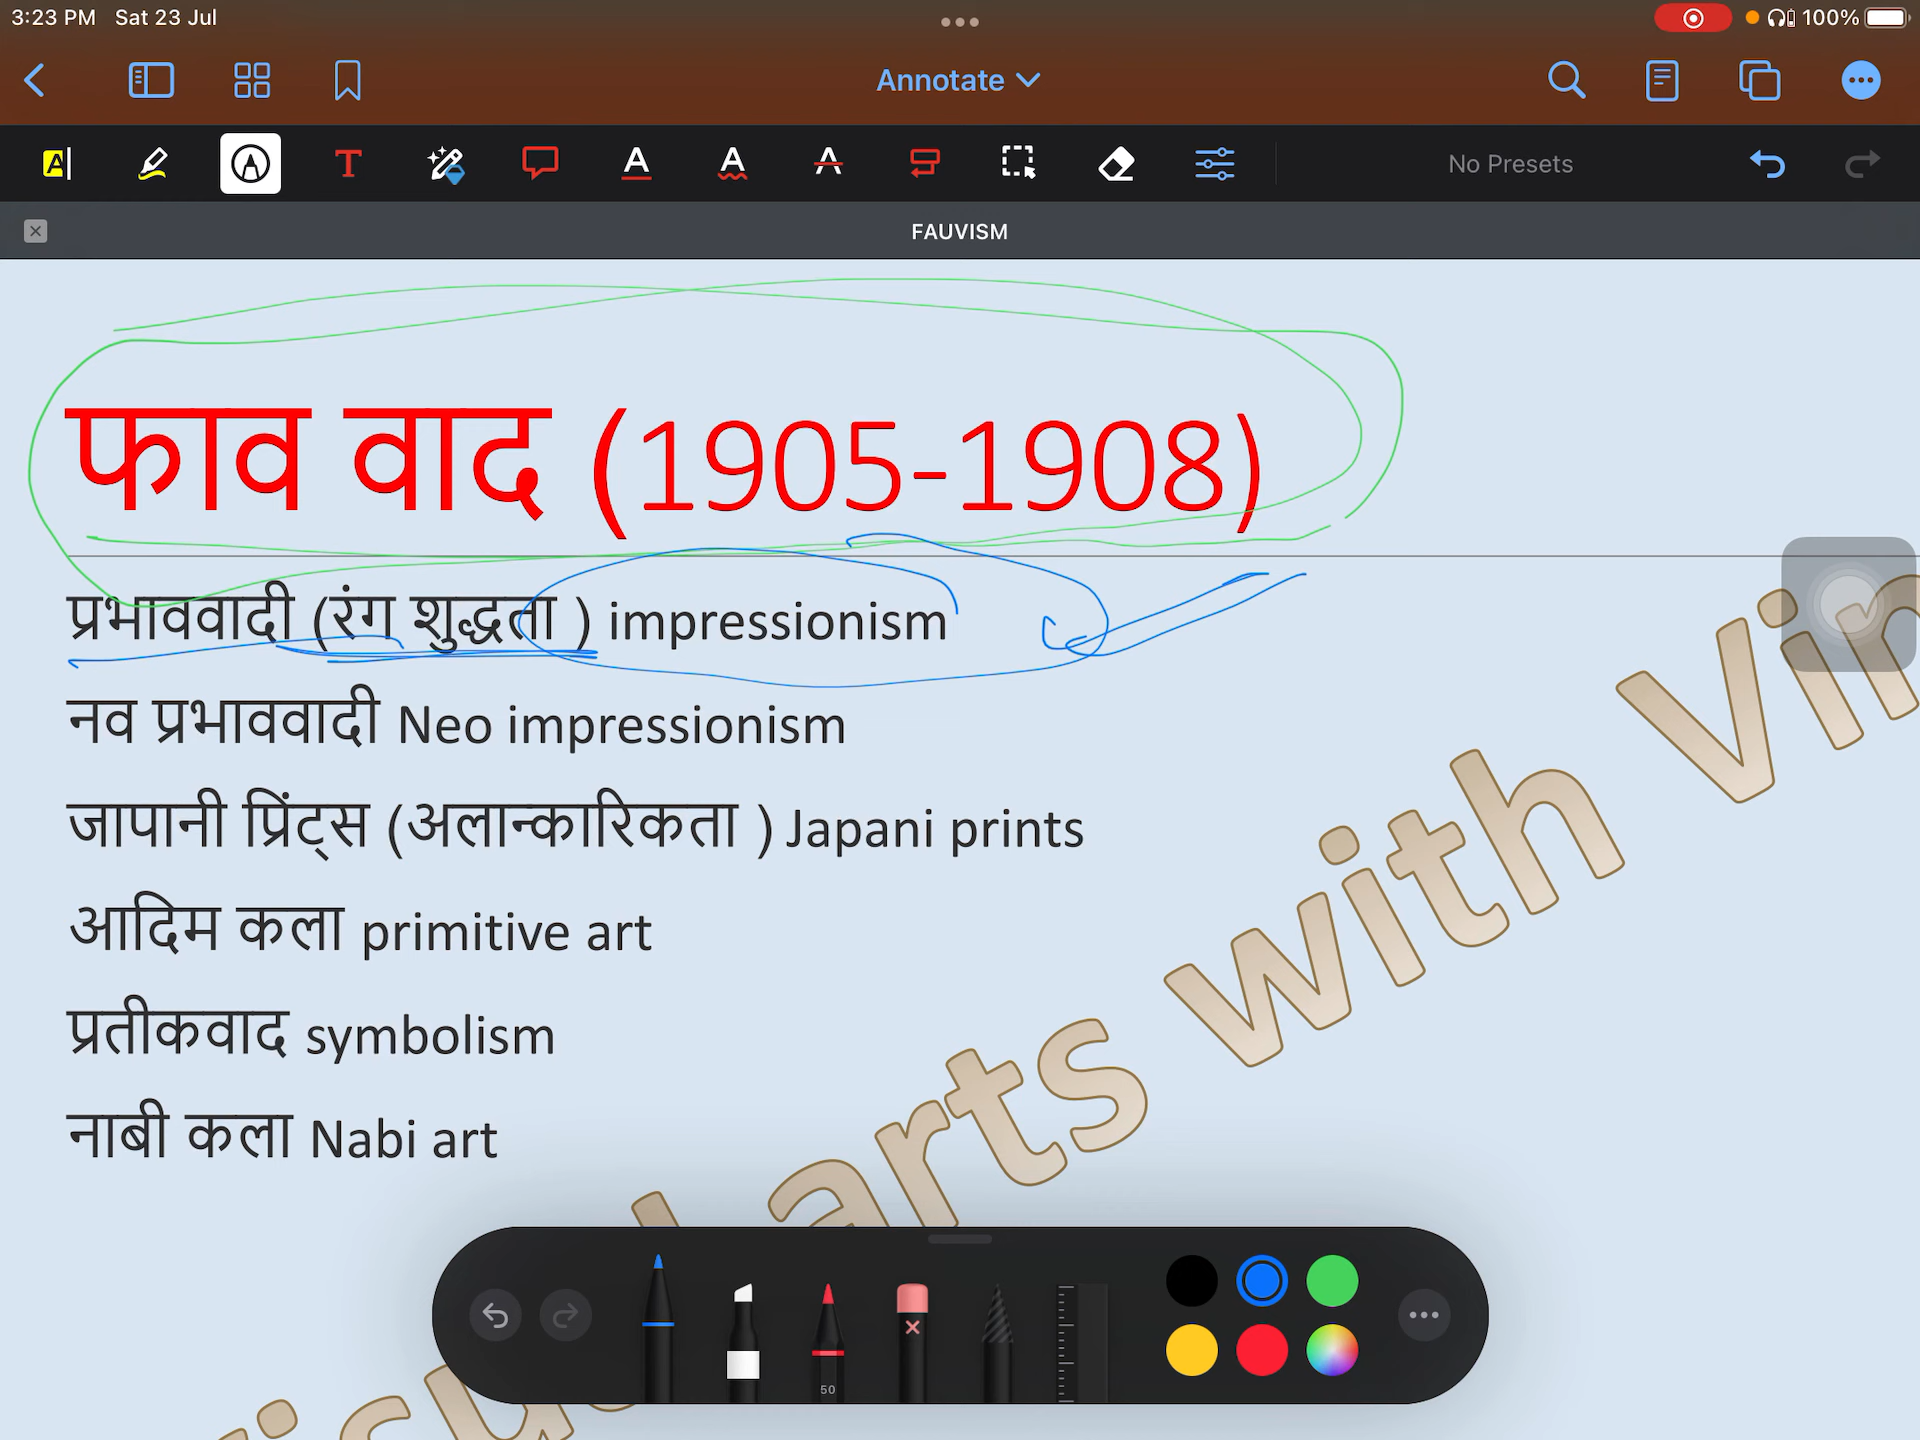 3:23 PM Sat 23 Jul
100%
Annotate
No Presets
FAUVISM
फाव वाद (1905-1908)
प्रभाववादी (रंग शुद्धता ) impressionism
नव प्रभाववादी Neo impressionism
जापानी प्रिंट्स (अलान्कारिकता ) Japani prints
आदिम कला primitive art
प्रतीकवाद symbolism
नाबी कला Nabi art
arts with
50